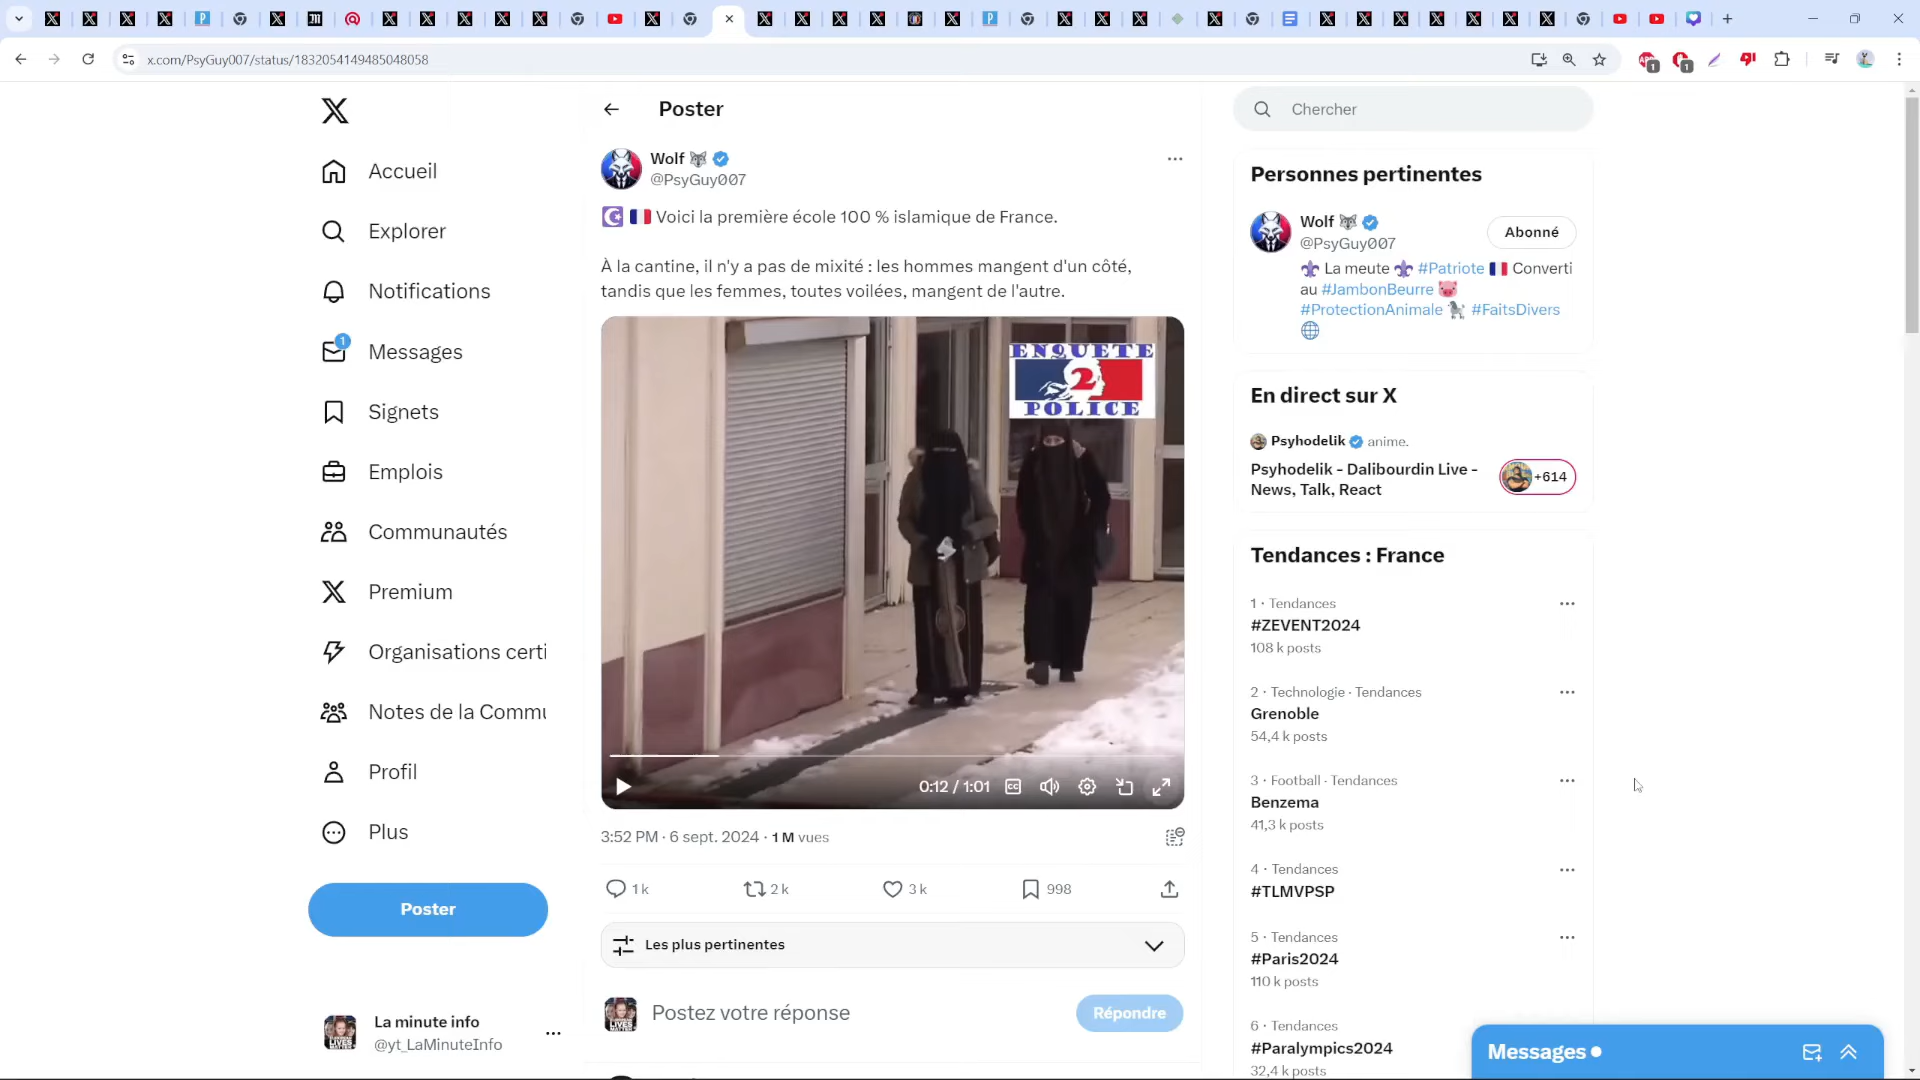 x.com/PsyGuy007/status/1832054149485048058
1
1
Accueil
Explorer
Notifications
1
Messages
Signets
Emplois
Communautés
Premium
Organisations certi
Notes de la Commu
Profil
Plus
Poster
La minute info
@yt_LaMinuteInfo
Poster
Wolf
@PsyGuy007
Voici la première école 100 % islamique de France.
À la cantine, il n'y a pas de mixité : les hommes mangent d'un côté,
tandis que les femmes, toutes voilées, mangent de l'autre.
ENQUETE
2
POLICE
0:12 / 1:01
CC
3:52 PM · 6 sept. 2024 · 1 M vues
1 k
2 k
3 k
998
Les plus pertinentes
Postez votre réponse
Répondre
Chercher
Personnes pertinentes
Wolf
@PsyGuy007
Abonné
La meute #Patriote Converti
au #JambonBeurre
#ProtectionAnimale #FaitsDivers
En direct sur X
Psyhodelik anime.
Psyhodelik - Dalibourdin Live -
News, Talk, React
+614
Tendances : France
1 · Tendances
#ZEVENT2024
108 k posts
2 · Technologie · Tendances
Grenoble
54,4 k posts
3 · Football · Tendances
Benzema
41,3 k posts
4 · Tendances
#TLMVPSP
5 · Tendances
#Paris2024
110 k posts
6 · Tendances
#Paralympics2024
32,4 k posts
Messages